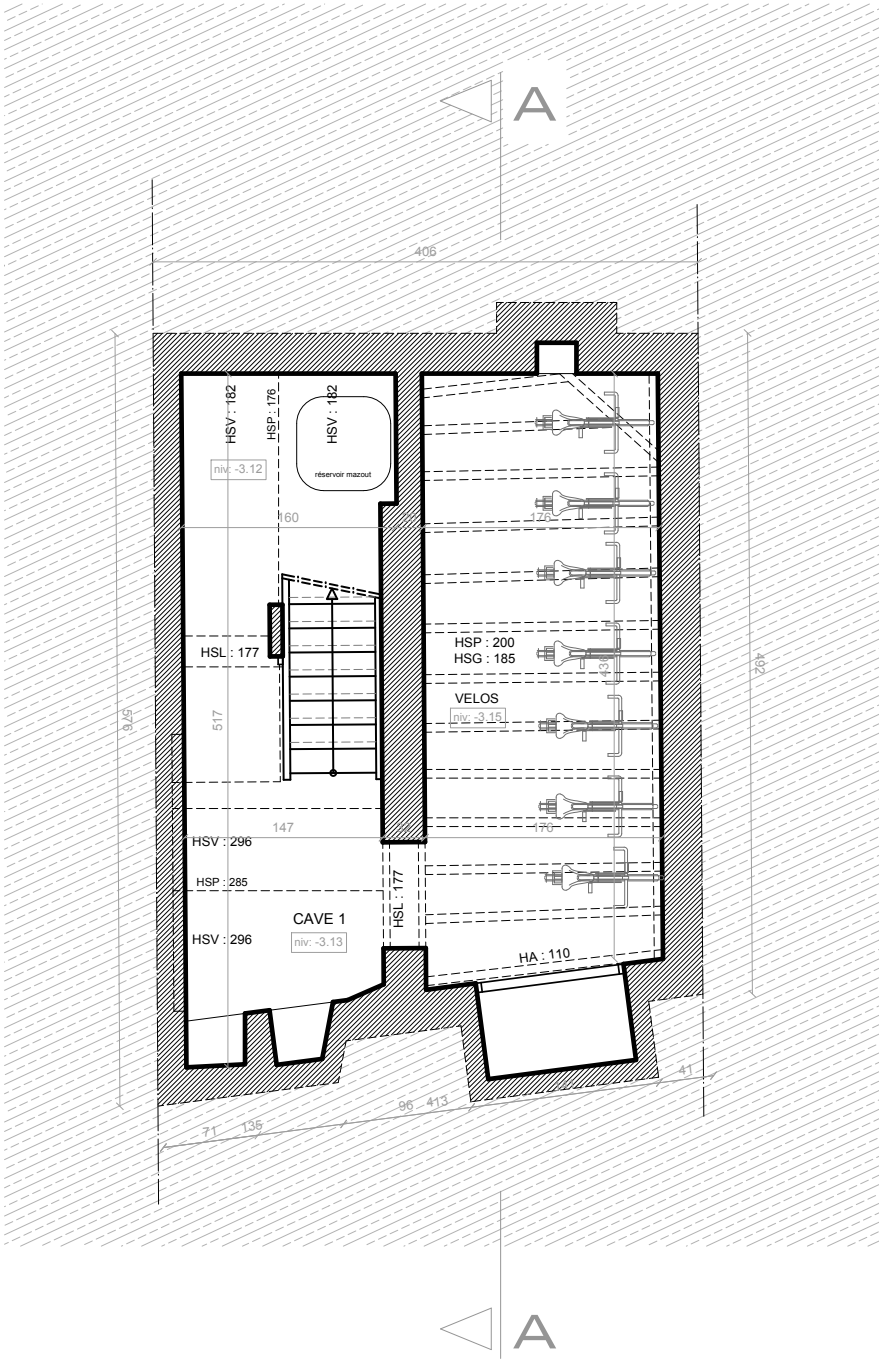 A
406
HSV : 182
HSP : 176
HSV : 182
réservoir mazout
niv: -3.12
160
176
HSL : 177
HSP : 200
HSG : 185
436
492
VELOS
niv: -3.15
576
517
147
176
HSV : 296
HSP : 285
HSL : 177
CAVE 1
HSV : 296
niv: -3.13
HA : 110
41
96
413
71
135
A